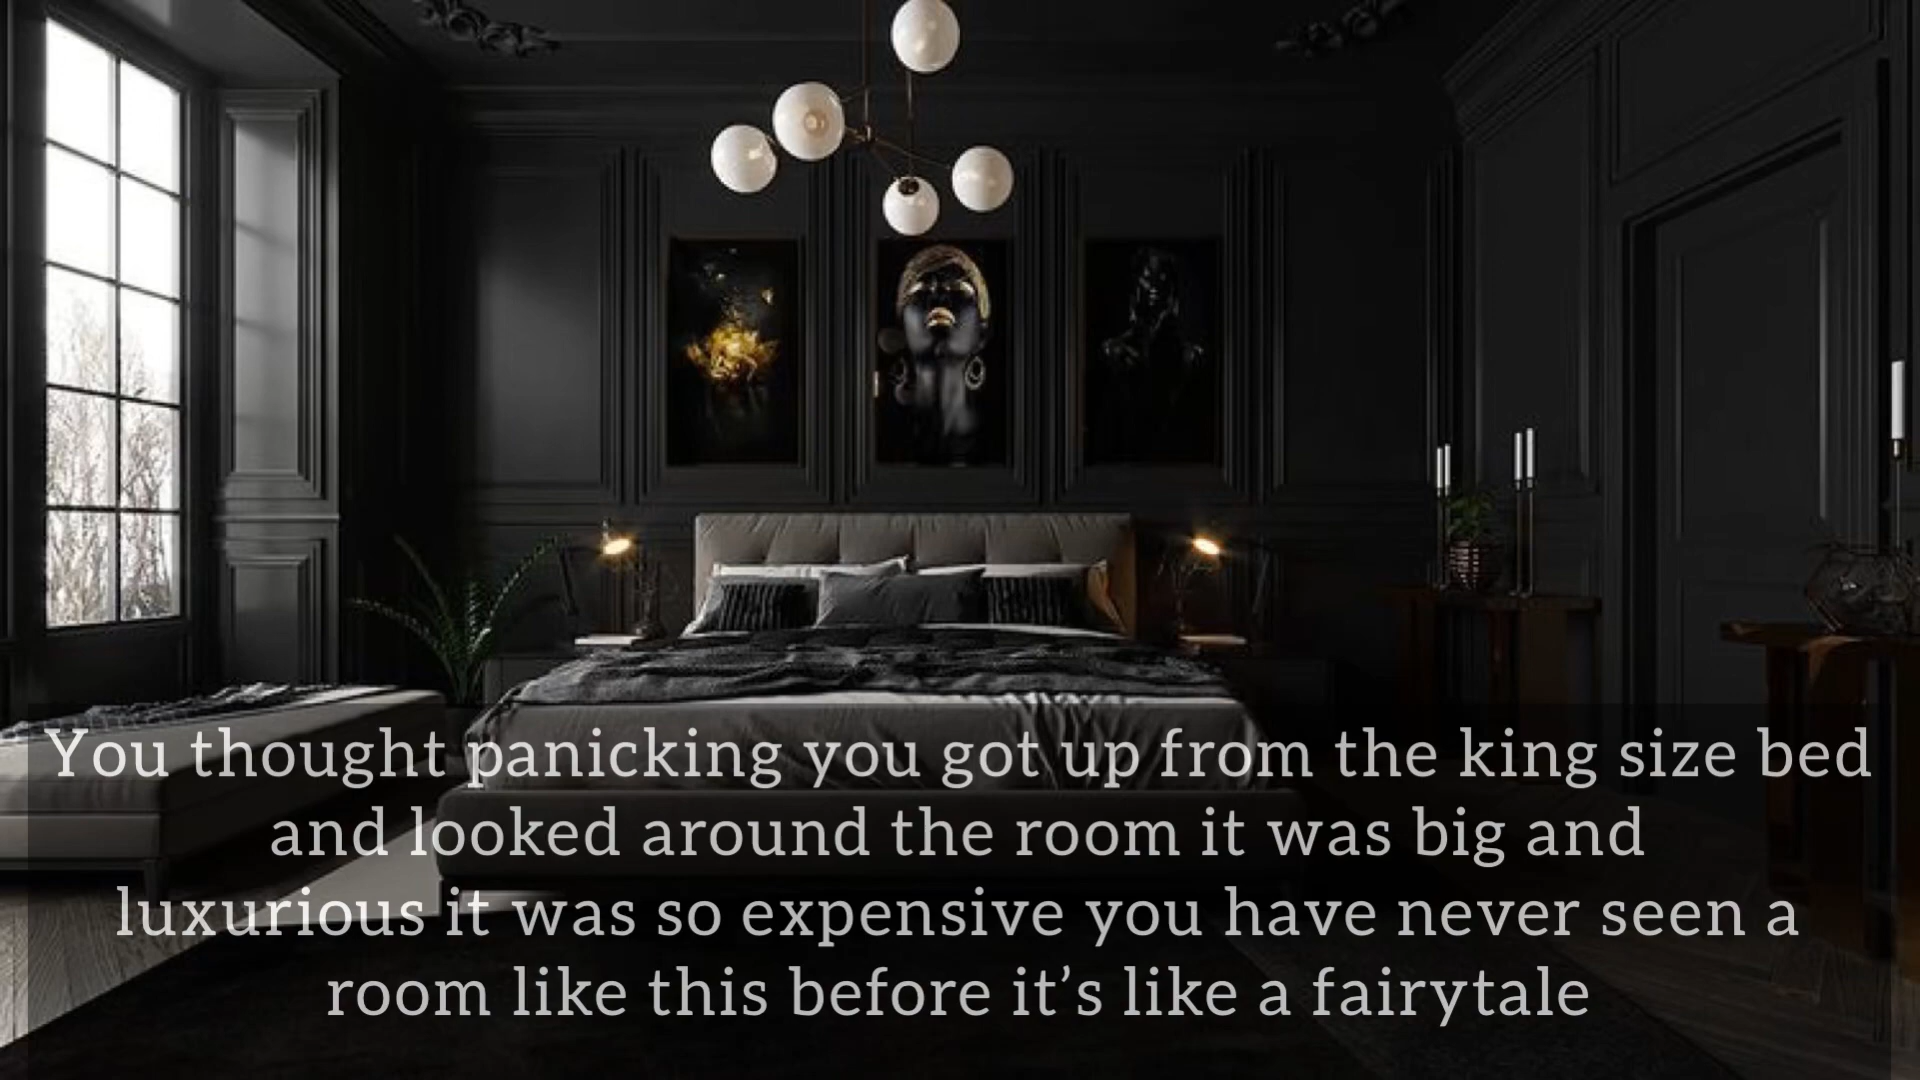 You thought panicking you got up from the king size bed
and looked around the room it was big and
luxurious it was so expensive you have never seen a
room like this before it’s like a fairytale